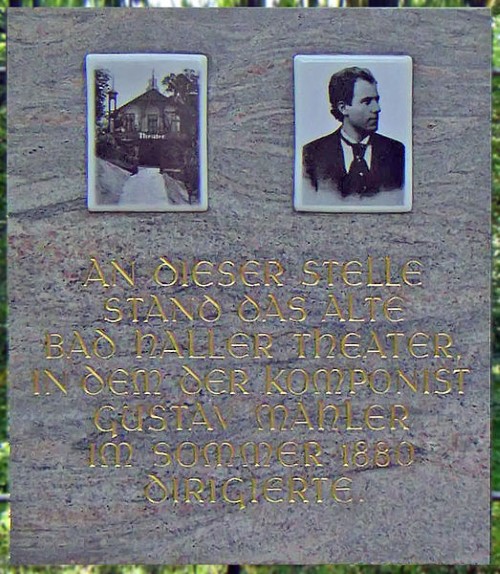 Theater
AN DIESER STELLE
STAND DAS ALTE
BAD HALLER THEATER,
IN DEM DER KOMPONIST
GUSTAV MAHLER
IM SOMMER 1880
DIRIGIERTE.